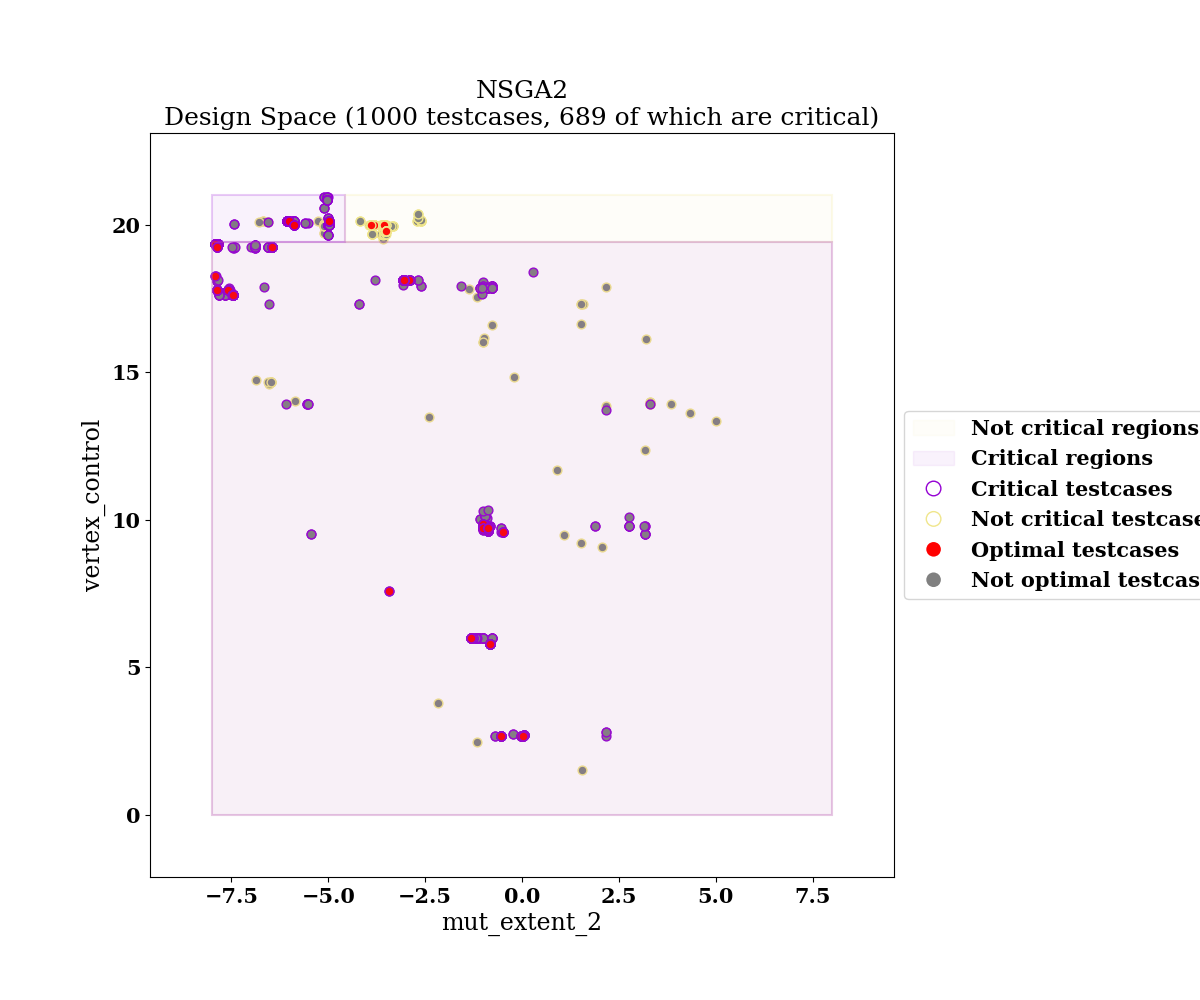 NSGA2
Design Space (1000 testcases, 689 of which are critical)
20
15
10
5
0
vertex_control
−7.5 −5.0 −2.5 0.0 2.5 5.0 7.5
mut_extent_2
Not critical regions
Critical regions
Critical testcases
Not critical testcase
Optimal testcases
Not optimal testcas